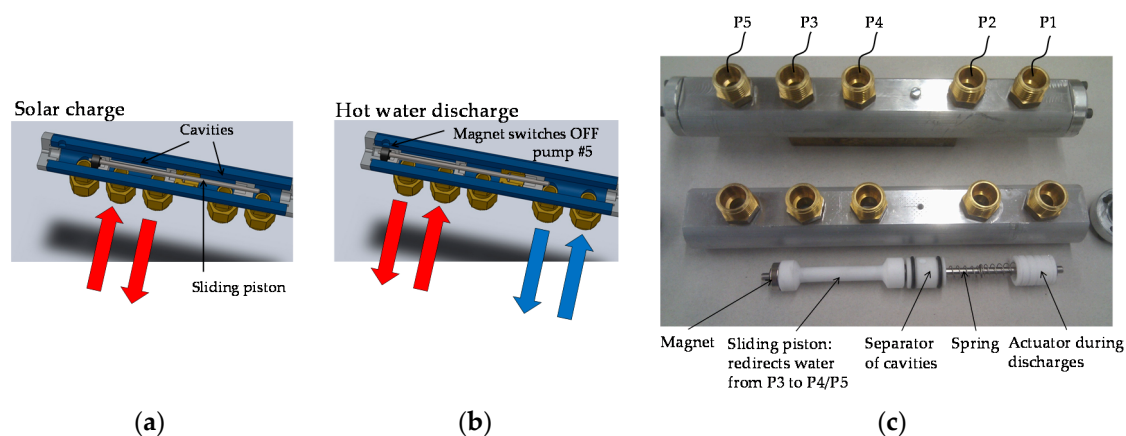 Solar charge
Cavities
Sliding piston
(a)
Hot water discharge
Magnet switches OFF
pump #5
(b)
P5
P3
P4
P2
P1
Magnet
Sliding piston:
redirects water
from P3 to P4/P5
Separator
of cavities
Spring
Actuator during
discharges
(c)